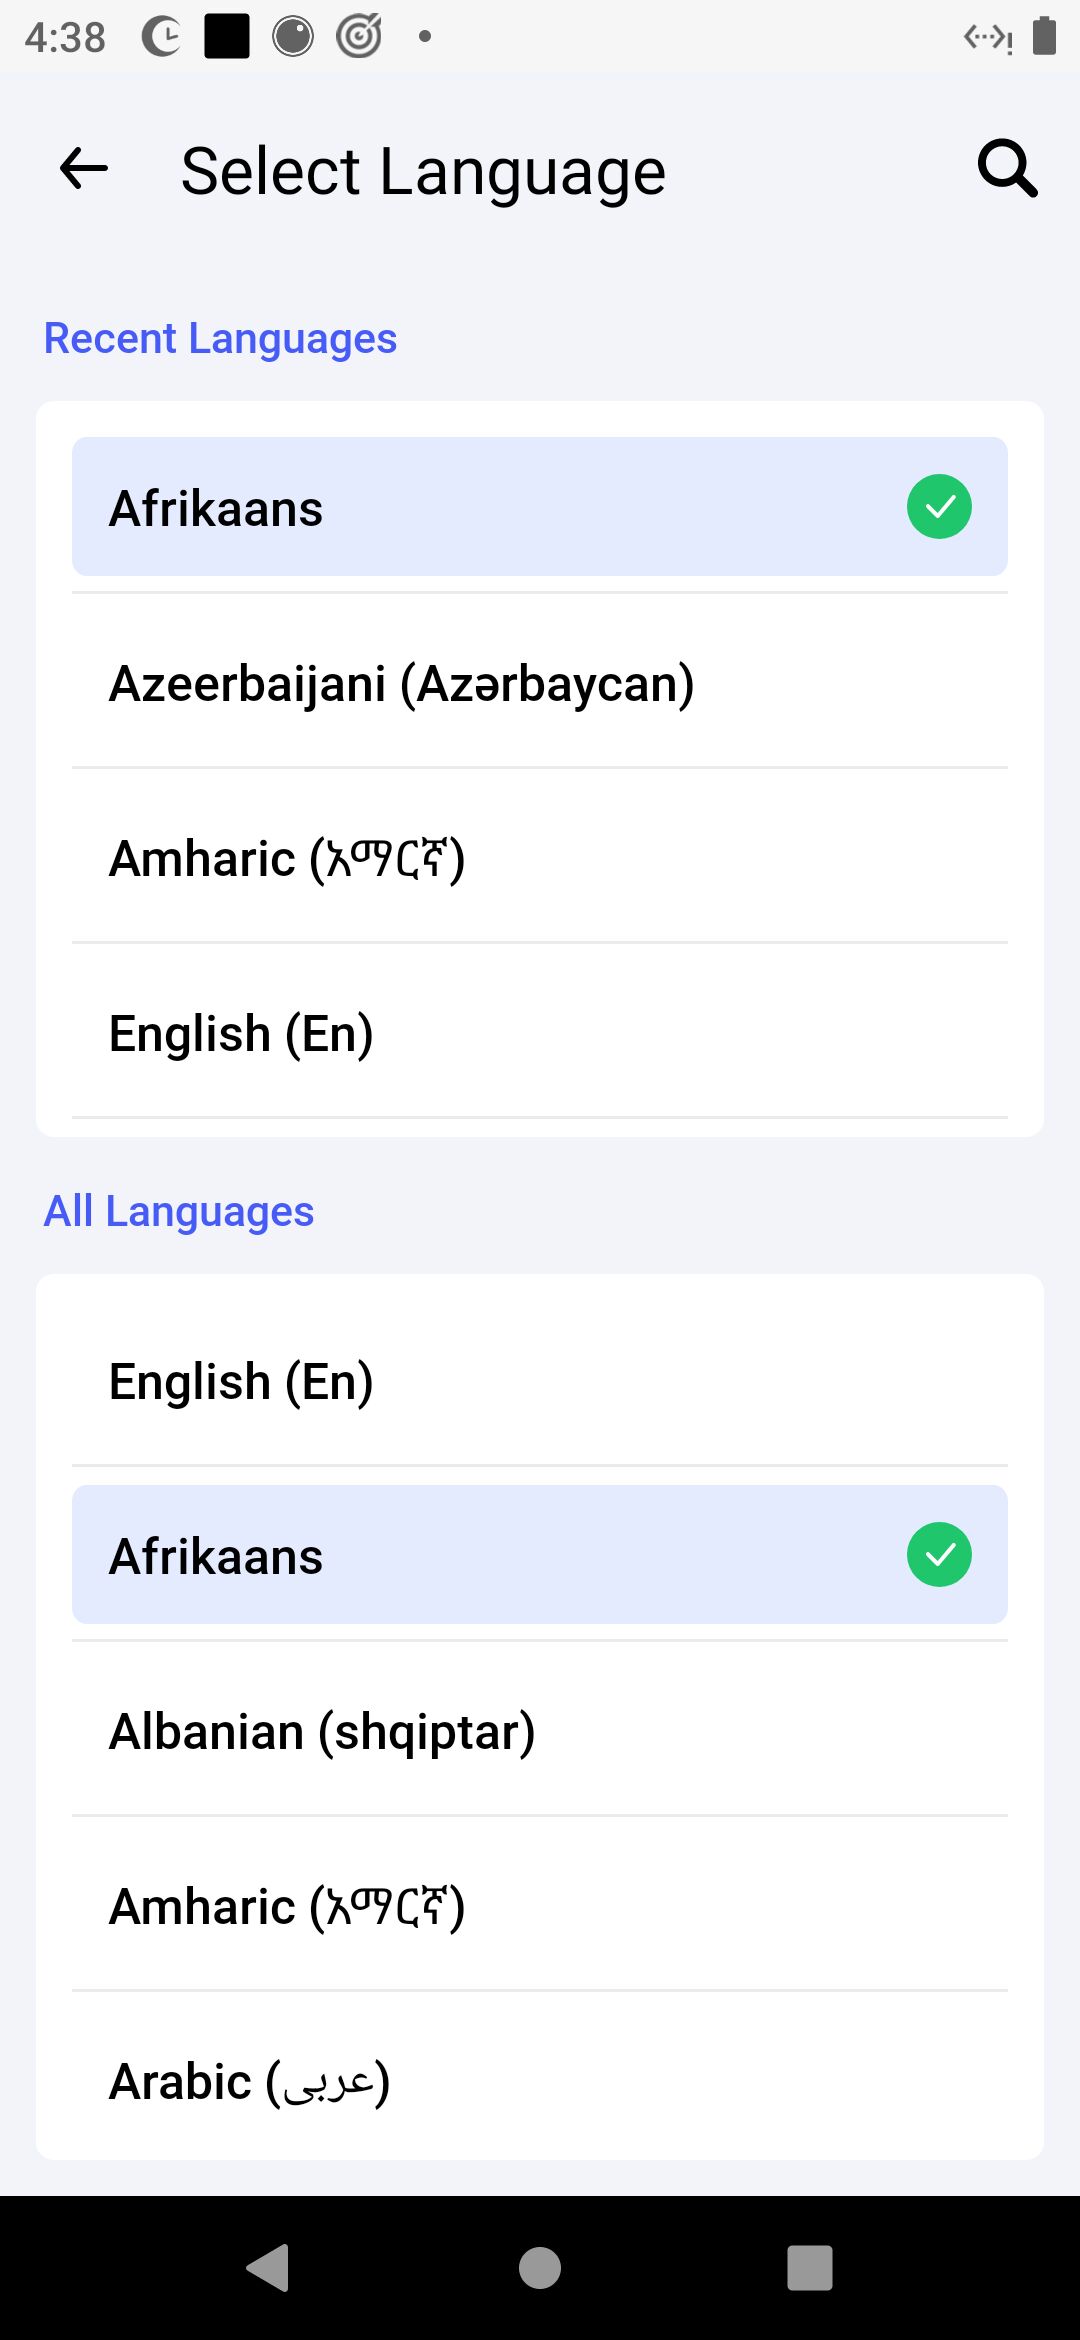 4:38
Select Language
Recent Languages
Afrikaans
Azeerbaijani (Azərbaycan)
Amharic (አማርኛ)
English (En)
All Languages
English (En)
Afrikaans
Albanian (shqiptar)
Amharic (አማርኛ)
Arabic (عربی)